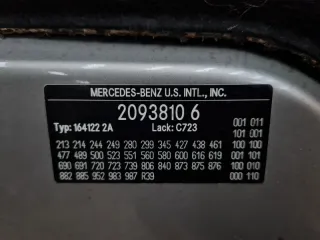 MERCEDES-BENZ U.S. INTL., INC.
2093810 6
Typ: 164122 2A Lack: C723
001 011
213 214 244 249 280 299 345 427 438 461 100 100
477 489 500 523 551 560 580 600 616 619 001 101
690 691 720 723 739 806 840 873 875 876 100 010
882 885 952 983 987 R39 000 110